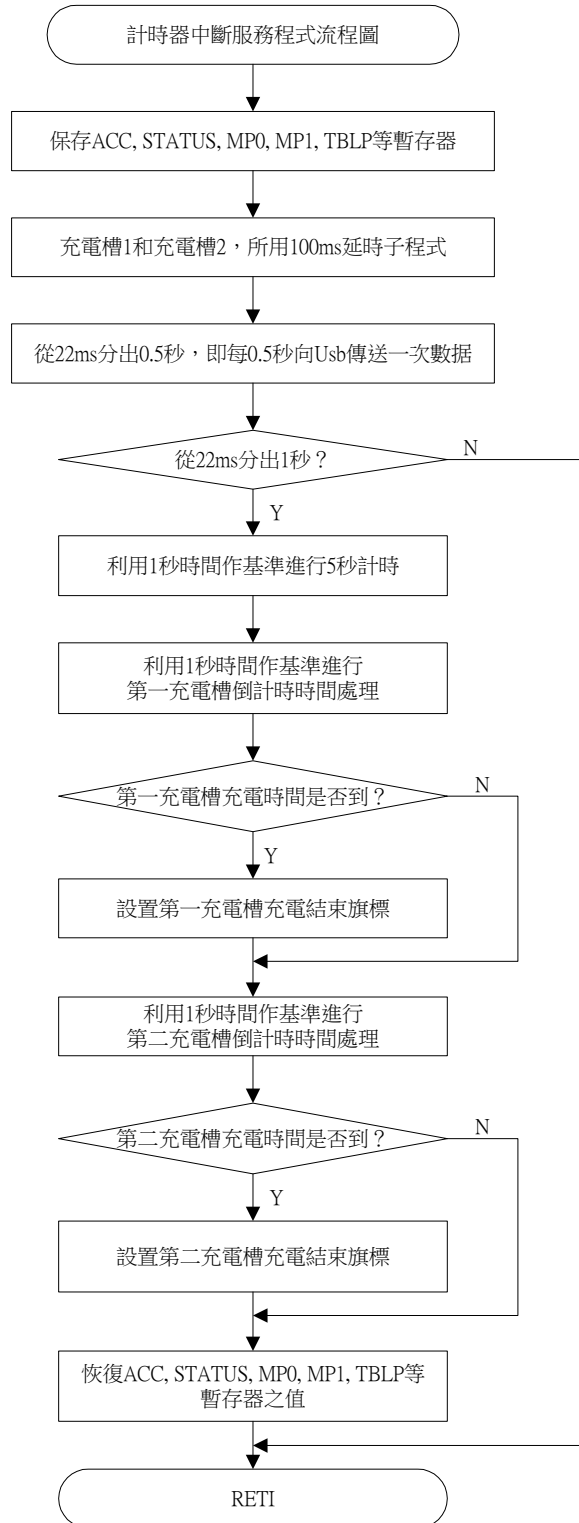 計時器中斷服務程式流程圖
保存ACC, STATUS, MP0, MP1, TBLP等暫存器
充電槽1和充電槽2，所用100ms延時子程式
從22ms分出0.5秒，即每0.5秒向Usb傳送一次數据
從22ms分出1秒？
N
Y
利用1秒時間作基準進行5秒計時
利用1秒時間作基準進行
第一充電槽倒計時時間處理
第一充電槽充電時間是否到？
N
Y
設置第一充電槽充電結束旗標
利用1秒時間作基準進行
第二充電槽倒計時時間處理
第二充電槽充電時間是否到？
N
Y
設置第二充電槽充電結束旗標
恢復ACC, STATUS, MP0, MP1, TBLP等
暫存器之值
RETI